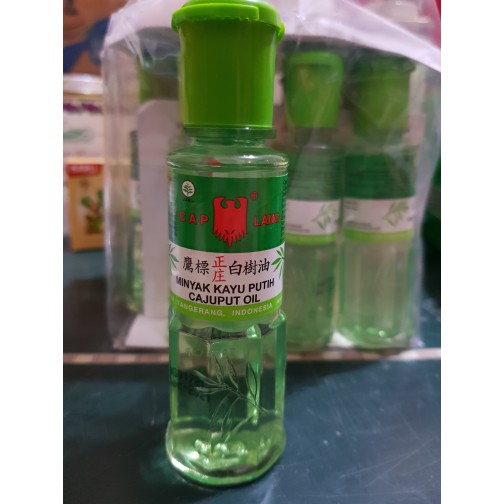 CAP LANG
鷹標正庄白樹油
MINYAK KAYU PUTIH
CAJUPUT OIL
TANGERANG, INDONESIA